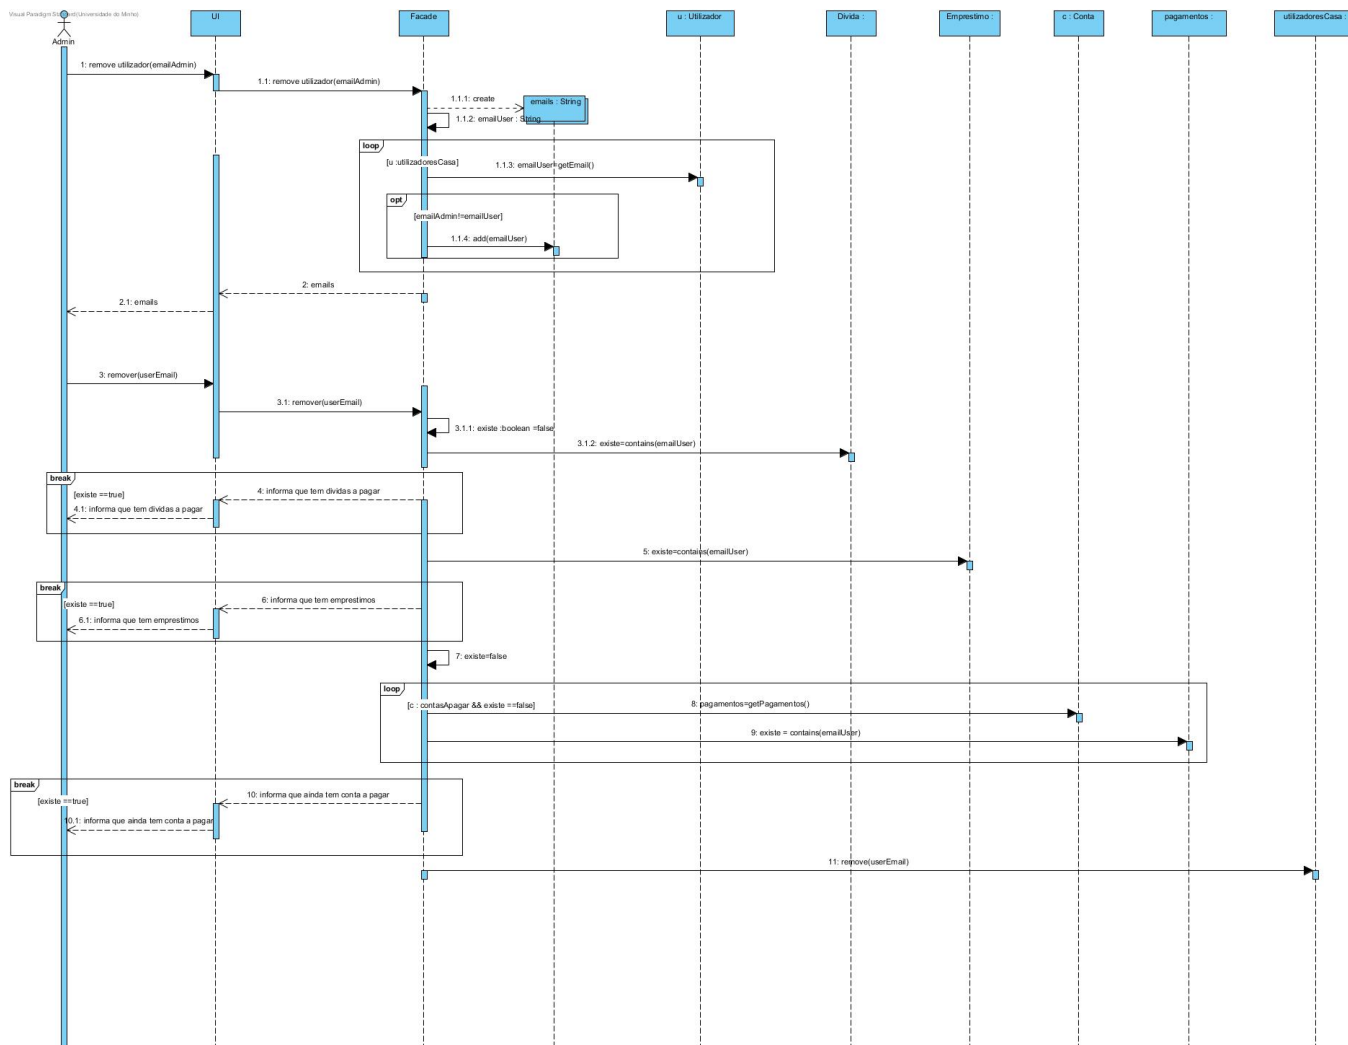 Visual Paradigm Standard(Universidade do Minho)
Admin
UI
Facade
u : Utilizador
Divida :
Emprestimo :
c : Conta
pagamentos :
utilizadoresCasa :
1: remove utilizador(emailAdmin)
1.1: remove utilizador(emailAdmin)
1.1.1: create
emails : String
1.1.2: emailUser : String
loop
[u :utilizadoresCasa]
1.1.3: emailUser=getEmail()
opt
[emailAdmin!=emailUser]
1.1.4: add(emailUser)
2: emails
2.1: emails
3: remover(userEmail)
3.1: remover(userEmail)
3.1.1: existe :boolean =false
3.1.2: existe=contains(emailUser)
break
[existe ==true]
4: informa que tem dividas a pagar
4.1: informa que tem dividas a pagar
5: existe=contains(emailUser)
break
[existe ==true]
6: informa que tem emprestimos
6.1: informa que tem emprestimos
7: existe=false
loop
[c : contasApagar && existe ==false]
8: pagamentos=getPagamentos()
9: existe = contains(emailUser)
break
[existe ==true]
10: informa que ainda tem conta a pagar
10.1: informa que ainda tem conta a pagar
11: remove(userEmail)